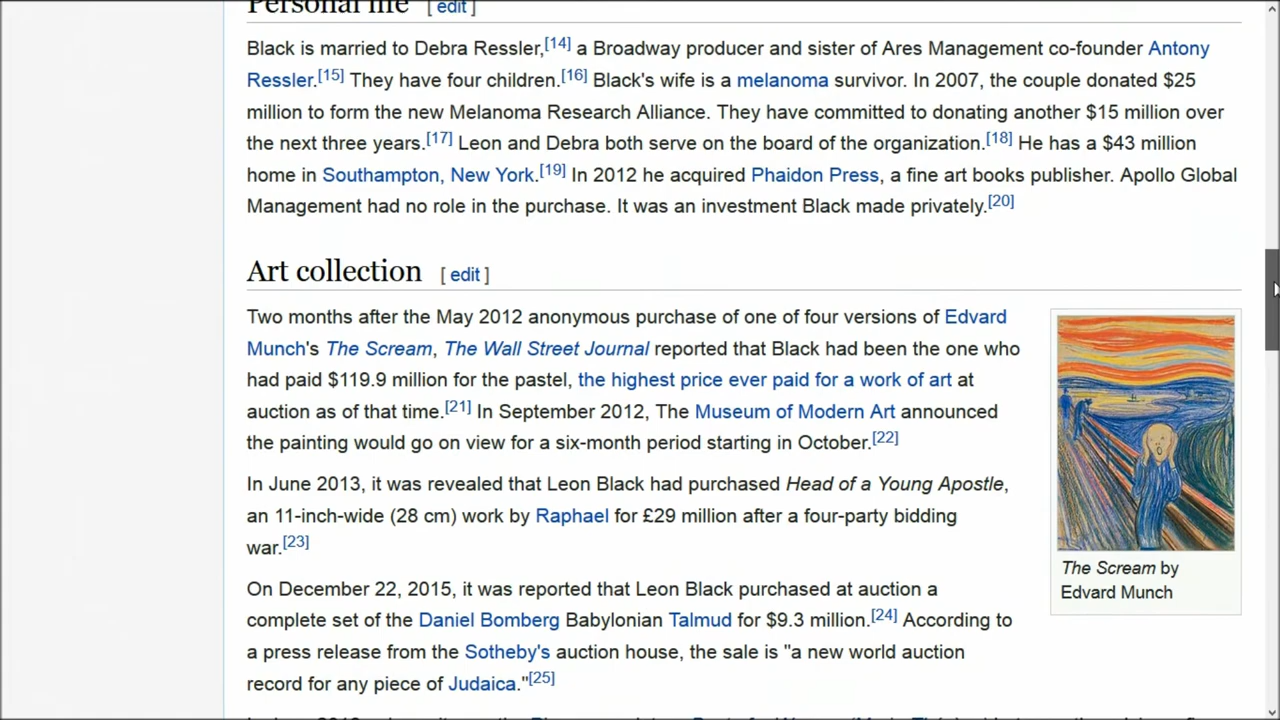 Personal life [ edit ]
Black is married to Debra Ressler,[14] a Broadway producer and sister of Ares Management co-founder Antony
Ressler.[15] They have four children.[16] Black's wife is a melanoma survivor. In 2007, the couple donated $25
million to form the new Melanoma Research Alliance. They have committed to donating another $15 million over
the next three years.[17] Leon and Debra both serve on the board of the organization.[18] He has a $43 million
home in Southampton, New York.[19] In 2012 he acquired Phaidon Press, a fine art books publisher. Apollo Global
Management had no role in the purchase. It was an investment Black made privately.[20]
Art collection [ edit ]
Two months after the May 2012 anonymous purchase of one of four versions of Edvard
Munch's The Scream, The Wall Street Journal reported that Black had been the one who
had paid $119.9 million for the pastel, the highest price ever paid for a work of art at
auction as of that time.[21] In September 2012, The Museum of Modern Art announced
the painting would go on view for a six-month period starting in October.[22]
In June 2013, it was revealed that Leon Black had purchased Head of a Young Apostle,
an 11-inch-wide (28 cm) work by Raphael for £29 million after a four-party bidding
war.[23]
On December 22, 2015, it was reported that Leon Black purchased at auction a
complete set of the Daniel Bomberg Babylonian Talmud for $9.3 million.[24] According to
a press release from the Sotheby's auction house, the sale is "a new world auction
record for any piece of Judaica."[25]
The Scream by
Edvard Munch